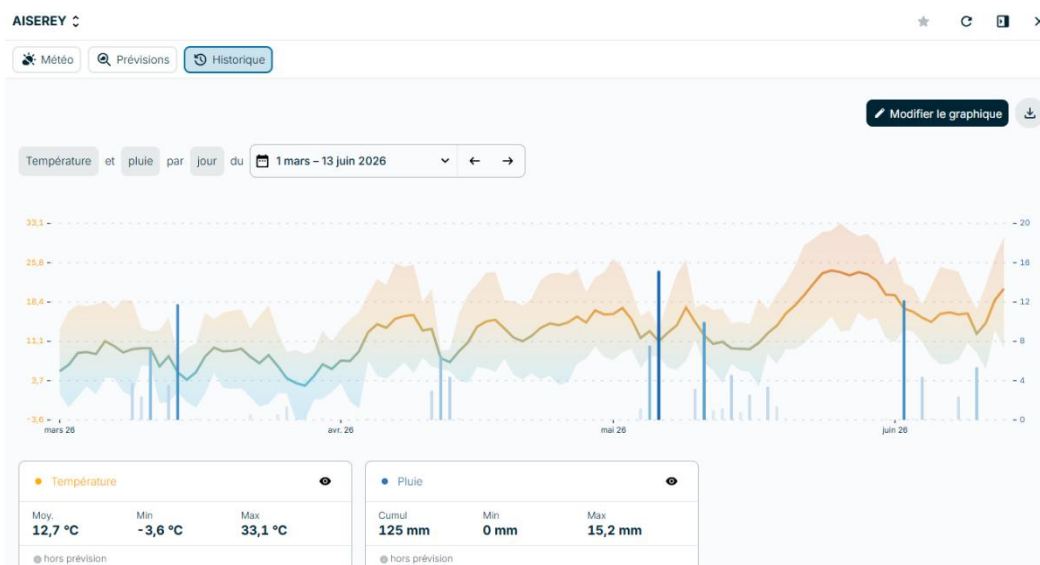 AISEREY
Météo Prévisions Historique
Modifier le graphique
Température et pluie par jour du 1 mars – 13 juin 2026
33,1 20
25,8 16
18,4 12
11,1 8
3,7 4
-3,6 0
mars 26 avr. 26 mai 26 juin 26
Température Pluie
Moy. Min Max Cumul Min Max
12,7 °C -3,6 °C 33,1 °C 125 mm 0 mm 15,2 mm
hors prévision hors prévision